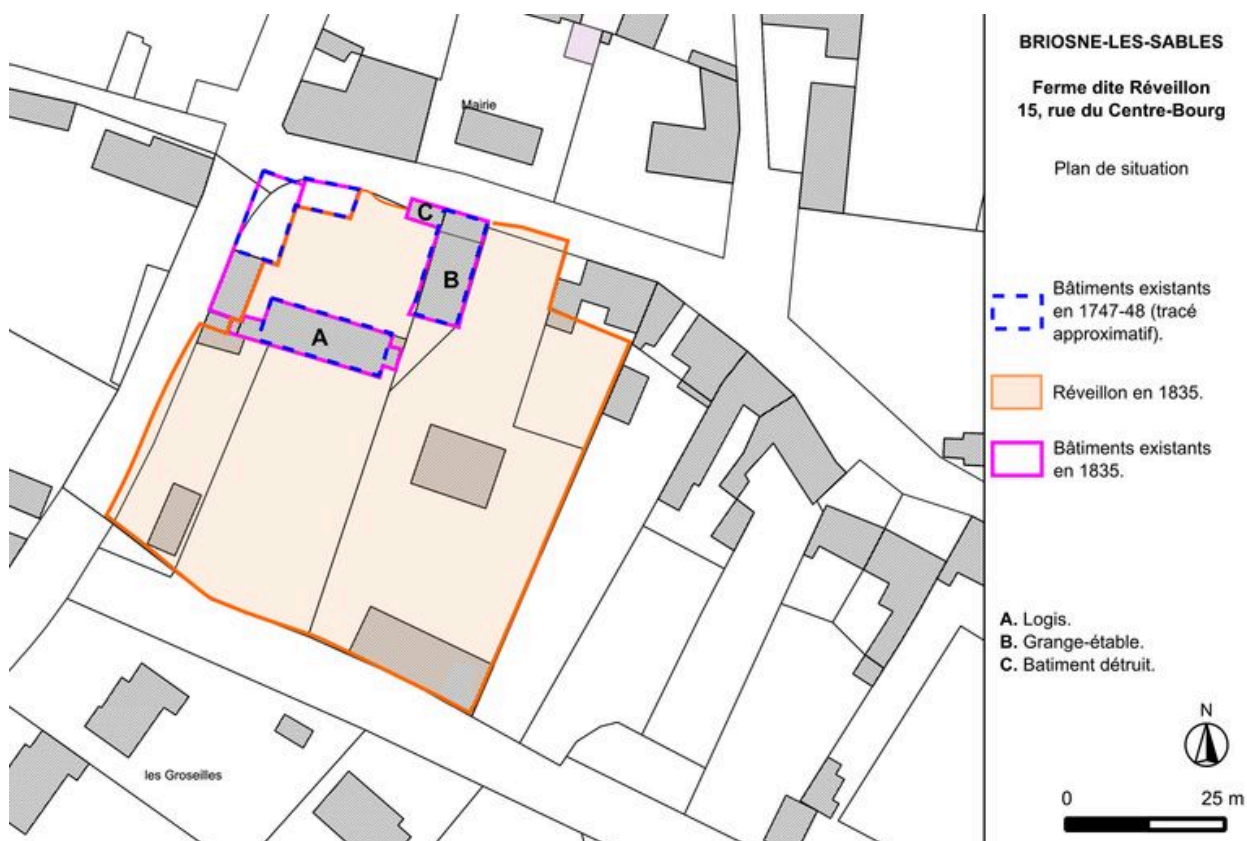 Mairie
C
B
A
les Groseilles
BRIOSNE-LES-SABLES
Ferme dite Réveillon
15, rue du Centre-Bourg
Plan de situation
Bâtiments existants
en 1747-48 (tracé
approximatif).
Réveillon en 1835.
Bâtiments existants
en 1835.
A. Logis.
B. Grange-étable.
C. Batiment détruit.
N
0 25 m